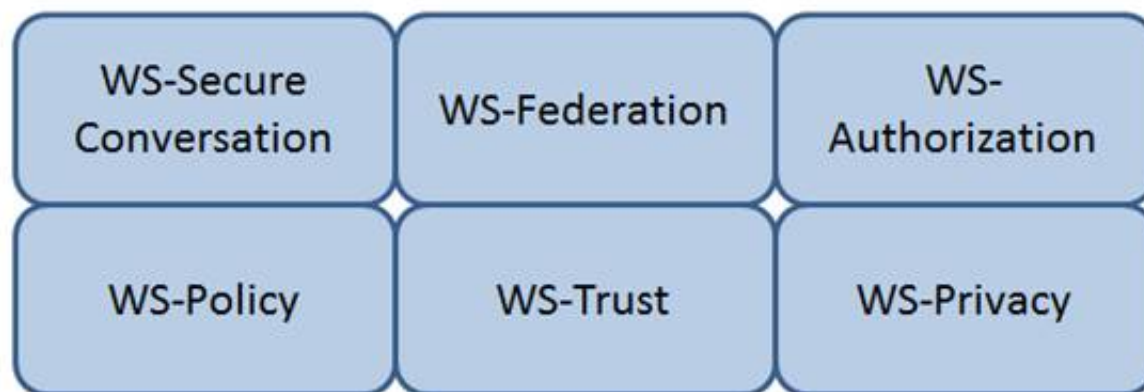 WS-Secure
Conversation
WS-Federation
WS-
Authorization
WS-Policy
WS-Trust
WS-Privacy